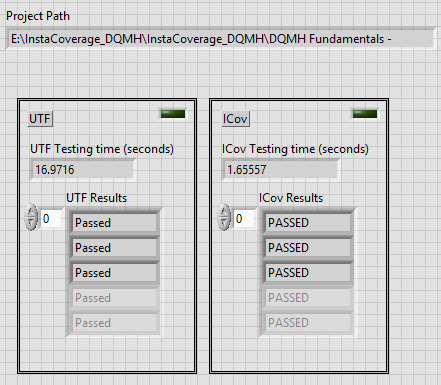 Project Path
E:\InstaCoverage_DQMH\InstaCoverage_DQMH\DQMH Fundamentals -
UTF
UTF Testing time (seconds)
16.9716
UTF Results
0
Passed
Passed
Passed
Passed
Passed
ICov
ICov Testing time (seconds)
1.65557
ICov Results
0
PASSED
PASSED
PASSED
PASSED
PASSED